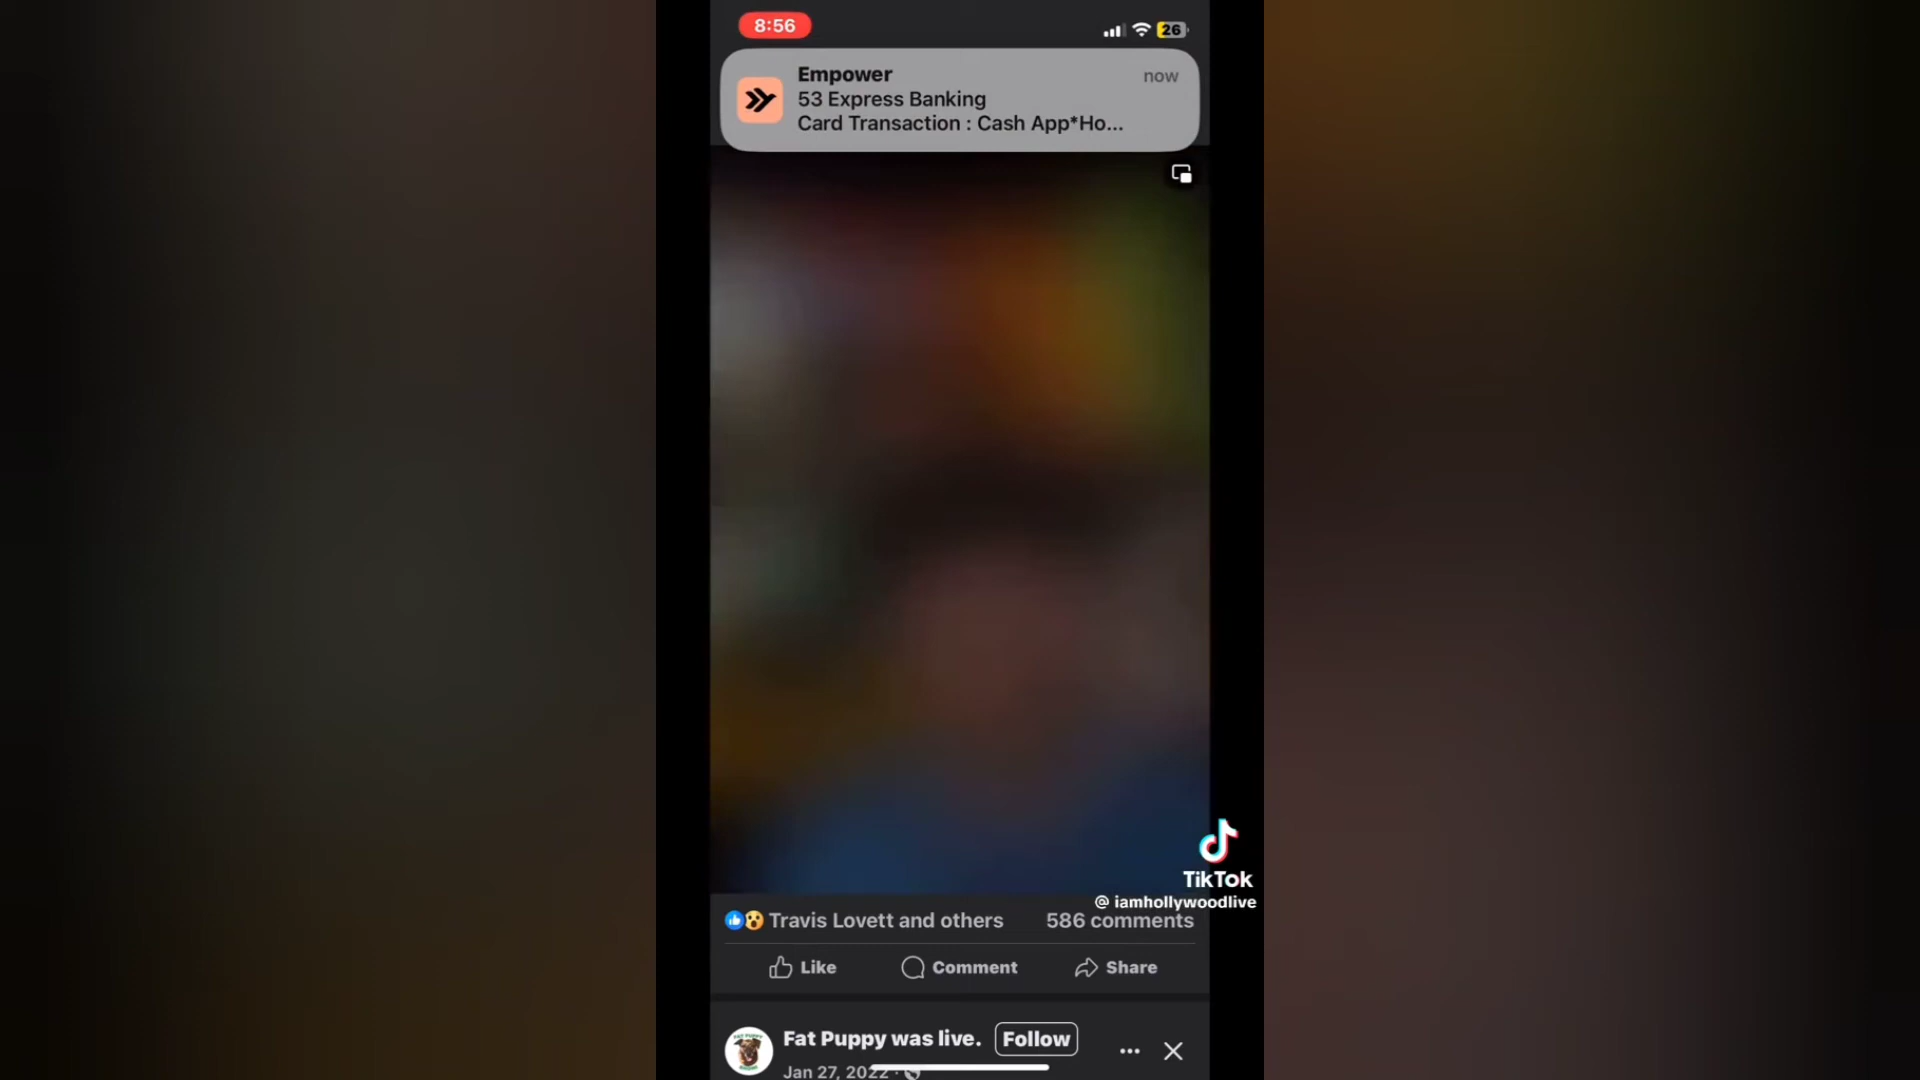 8:56
26
Empower
now
53 Express Banking
Card Transaction : Cash App*Ho...
TikTok
@ iamhollywoodlive
Travis Lovett and others
586 comments
Like
Comment
Share
Fat Puppy was live.
Follow
Jan 27, 2022 ·